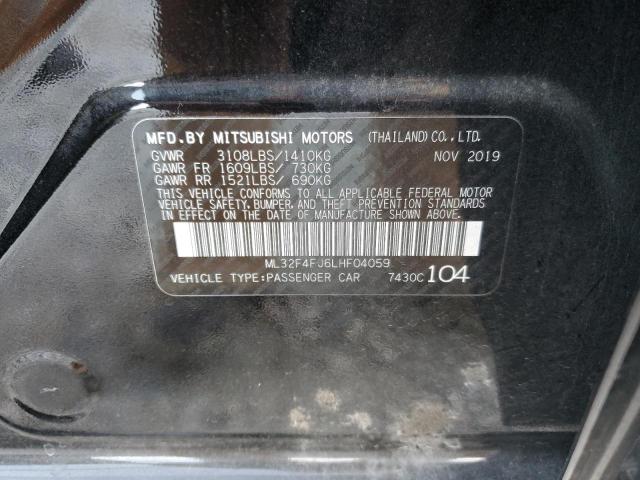 MFD.BY MITSUBISHI MOTORS (THAILAND) CO., LTD.
GVWR 3108LBS/1410KG NOV 2019
GAWR FR 1609LBS/ 730KG
GAWR RR 1521LBS/ 690KG
THIS VEHICLE CONFORMS TO ALL APPLICABLE FEDERAL MOTOR
VEHICLE SAFETY, BUMPER, AND THEFT PREVENTION STANDARDS
IN EFFECT ON THE DATE OF MANUFACTURE SHOWN ABOVE.
ML32F4FJ6LHF04059
VEHICLE TYPE:PASSENGER CAR 7430C 104